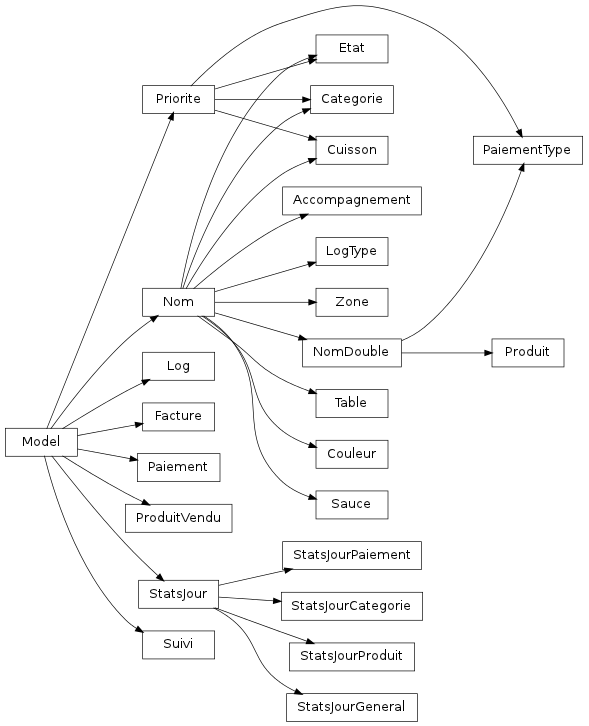 Etat
Priorite
Categorie
Cuisson
PaiementType
Accompagnement
LogType
Nom
Zone
NomDouble
Produit
Log
Table
Facture
Model
Couleur
Paiement
Sauce
ProduitVendu
StatsJourPaiement
StatsJour
StatsJourCategorie
Suivi
StatsJourProduit
StatsJourGeneral